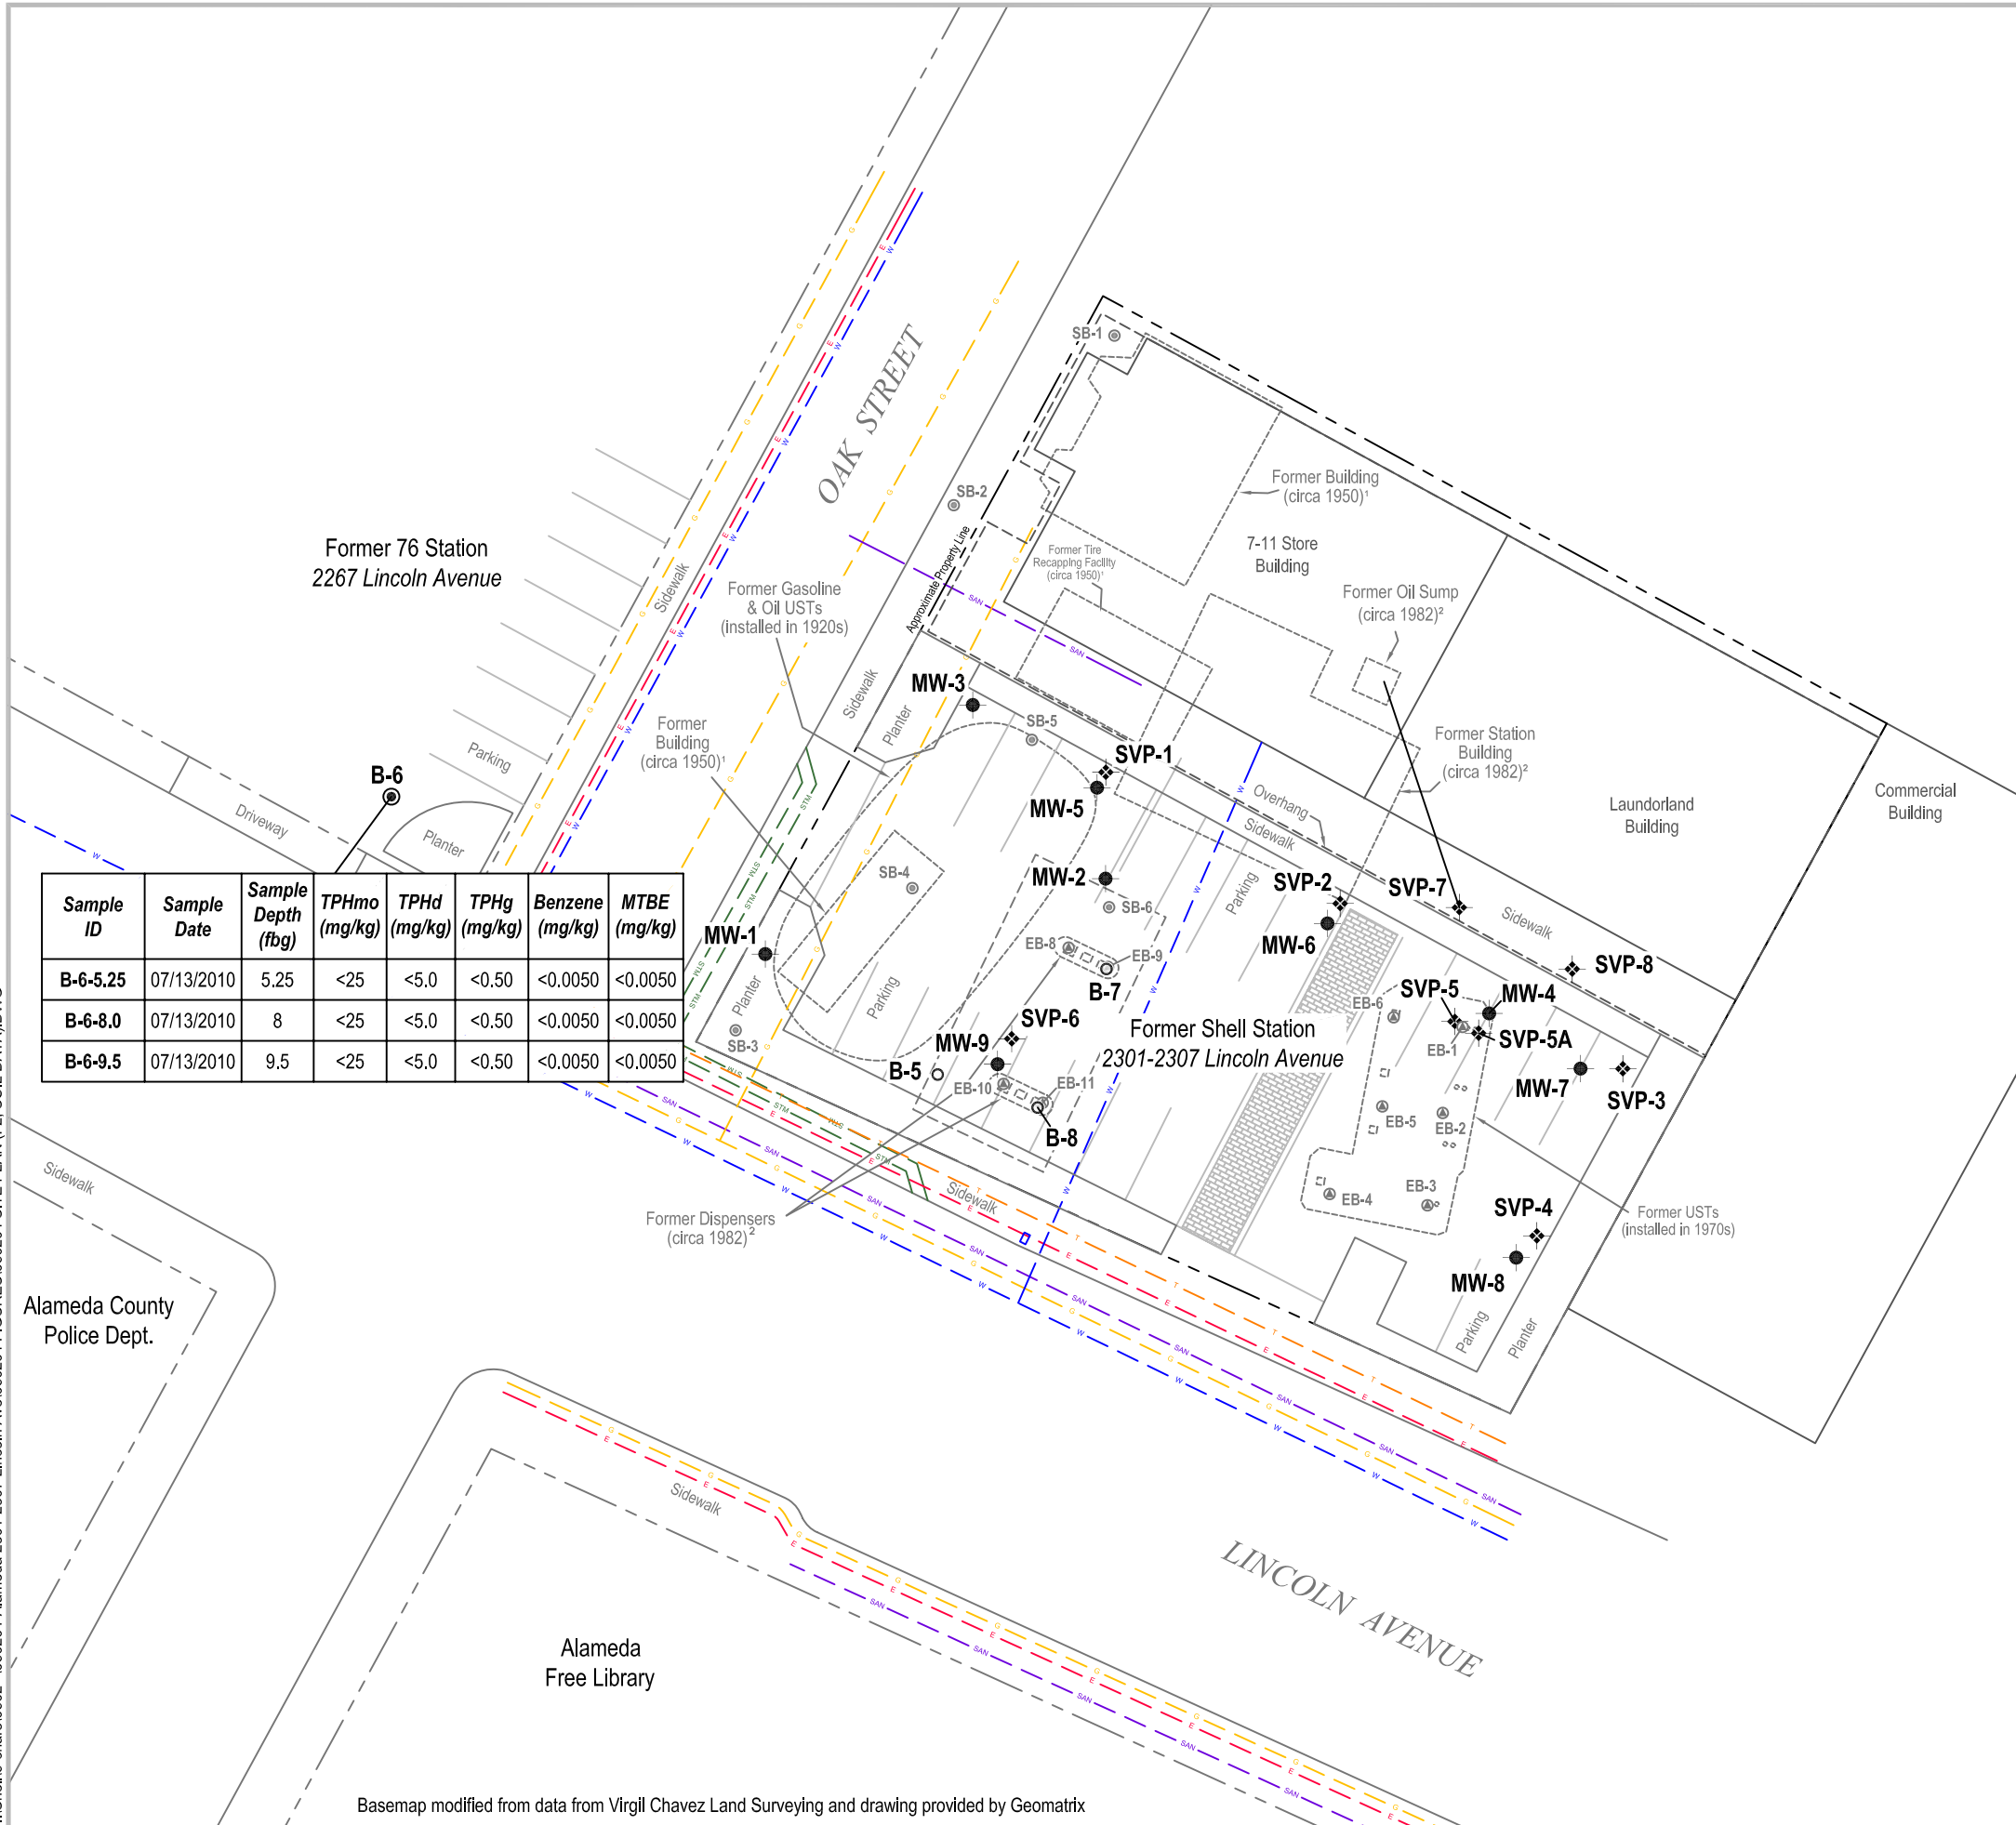 OAK STREET
SB-1
SB-2
Former Building
(circa 1950)¹
7-11 Store
Building
Former Tire
Recapping Facility
(circa 1950)¹
Former Oil Sump
(circa 1982)²
Former 76 Station
2267 Lincoln Avenue
Sidewalk
Former Gasoline
& Oil USTs
(installed in 1920s)
Approximate Property Line
Sidewalk
Planter
MW-3
SB-5
Former
Building
(circa 1950)¹
SVP-1
MW-5
Former Station
Building
(circa 1982)²
Overhang
Sidewalk
Laundorland
Building
Commercial
Building
Parking
B-6
Driveway
Planter
SB-4
MW-2
SB-6
Parking
SVP-2
MW-6
SVP-7
Sidewalk
SVP-8
MW-1
Planter
SB-3
Parking
EB-8
EB-9
B-7
SVP-6
MW-9
B-5
EB-10
EB-11
B-8
Former Shell Station
2301-2307 Lincoln Avenue
EB-6
SVP-5
MW-4
EB-1
SVP-5A
MW-7
SVP-3
EB-5
EB-2
EB-4
EB-3
SVP-4
MW-8
Former USTs
(installed in 1970s)
Parking
Planter
Sample ID Sample Date Sample Depth (fbg) TPHmo (mg/kg) TPHd (mg/kg) TPHg (mg/kg) Benzene (mg/kg) MTBE (mg/kg)
B-6-5.25 07/13/2010 5.25 <25 <5.0 <0.50 <0.0050 <0.0050
B-6-8.0 07/13/2010 8 <25 <5.0 <0.50 <0.0050 <0.0050
B-6-9.5 07/13/2010 9.5 <25 <5.0 <0.50 <0.0050 <0.0050
Sidewalk
Former Dispensers
(circa 1982)²
Sidewalk
Alameda County
Police Dept.
Sidewalk
LINCOLN AVENUE
Alameda
Free Library
Basemap modified from data from Virgil Chavez Land Surveying and drawing provided by Geomatrix